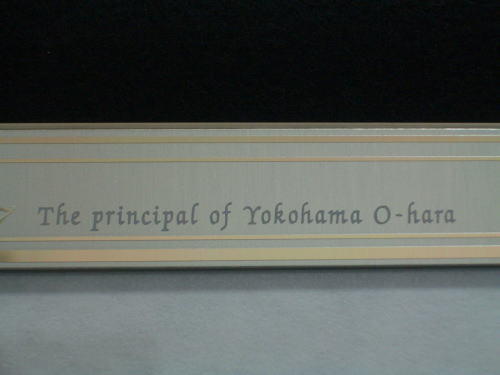 The principal of Yokohama O-hara